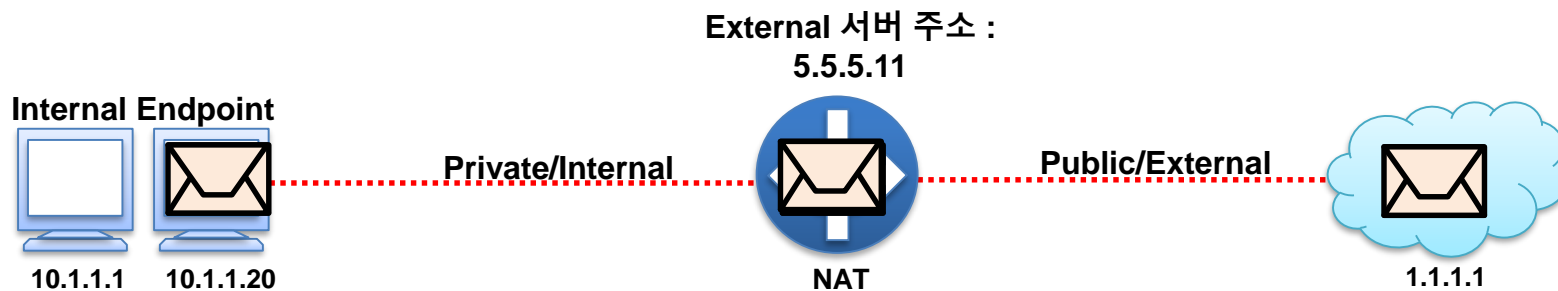 External 서버 주소 :
5.5.5.11
Internal Endpoint
Private/Internal
Public/External
10.1.1.1
10.1.1.20
NAT
1.1.1.1